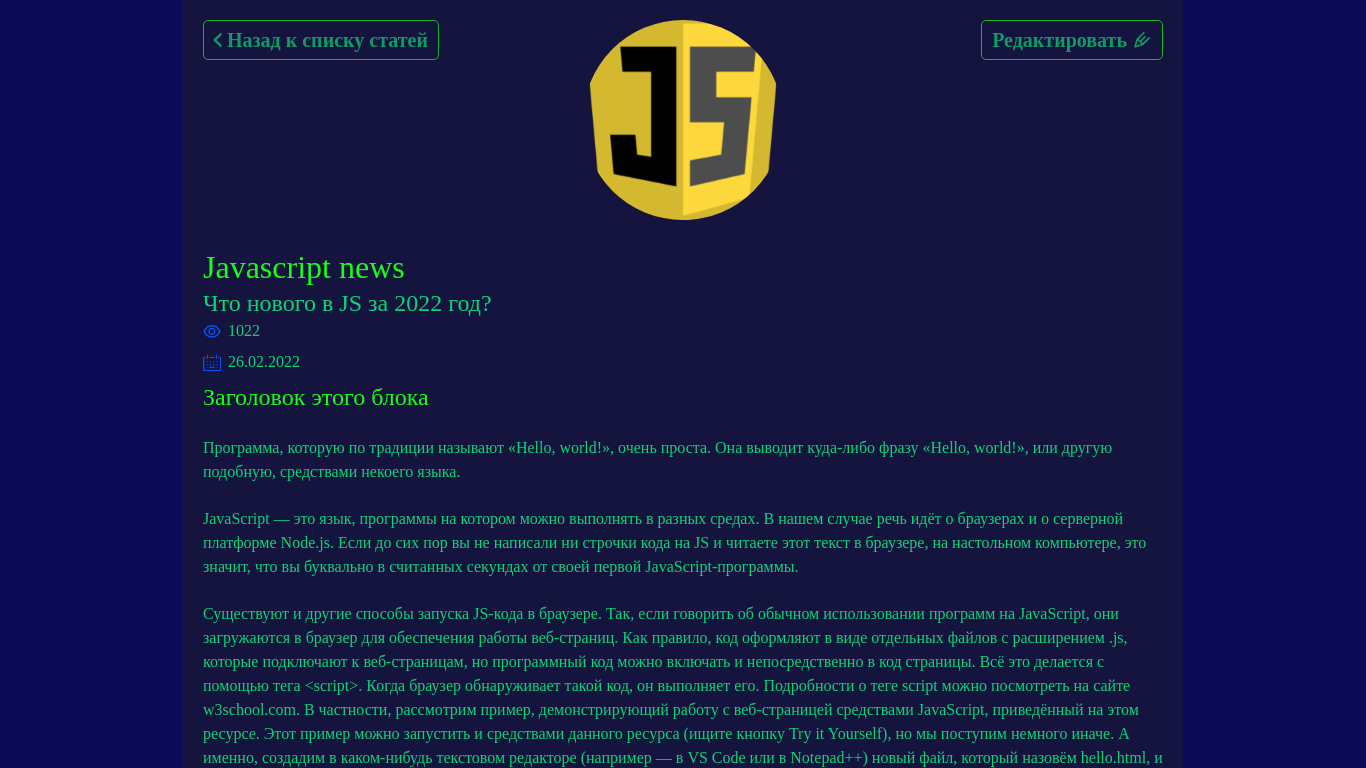 Назад к списку статей
Редактировать
JS
Javascript news
Что нового в JS за 2022 год?
1022
26.02.2022
Заголовок этого блока
Программа, которую по традиции называют «Hello, world!», очень проста. Она выводит куда-либо фразу «Hello, world!», или другую
подобную, средствами некоего языка.
JavaScript — это язык, программы на котором можно выполнять в разных средах. В нашем случае речь идёт о браузерах и о серверной
платформе Node.js. Если до сих пор вы не написали ни строчки кода на JS и читаете этот текст в браузере, на настольном компьютере, это
значит, что вы буквально в считанных секундах от своей первой JavaScript-программы.
Существуют и другие способы запуска JS-кода в браузере. Так, если говорить об обычном использовании программ на JavaScript, они
загружаются в браузер для обеспечения работы веб-страниц. Как правило, код оформляют в виде отдельных файлов с расширением .js,
которые подключают к веб-страницам, но программный код можно включать и непосредственно в код страницы. Всё это делается с
помощью тега <script>. Когда браузер обнаруживает такой код, он выполняет его. Подробности о теге script можно посмотреть на сайте
w3school.com. В частности, рассмотрим пример, демонстрирующий работу с веб-страницей средствами JavaScript, приведённый на этом
ресурсе. Этот пример можно запустить и средствами данного ресурса (ищите кнопку Try it Yourself), но мы поступим немного иначе. А
именно, создадим в каком-нибудь текстовом редакторе (например — в VS Code или в Notepad++) новый файл, который назовём hello.html, и